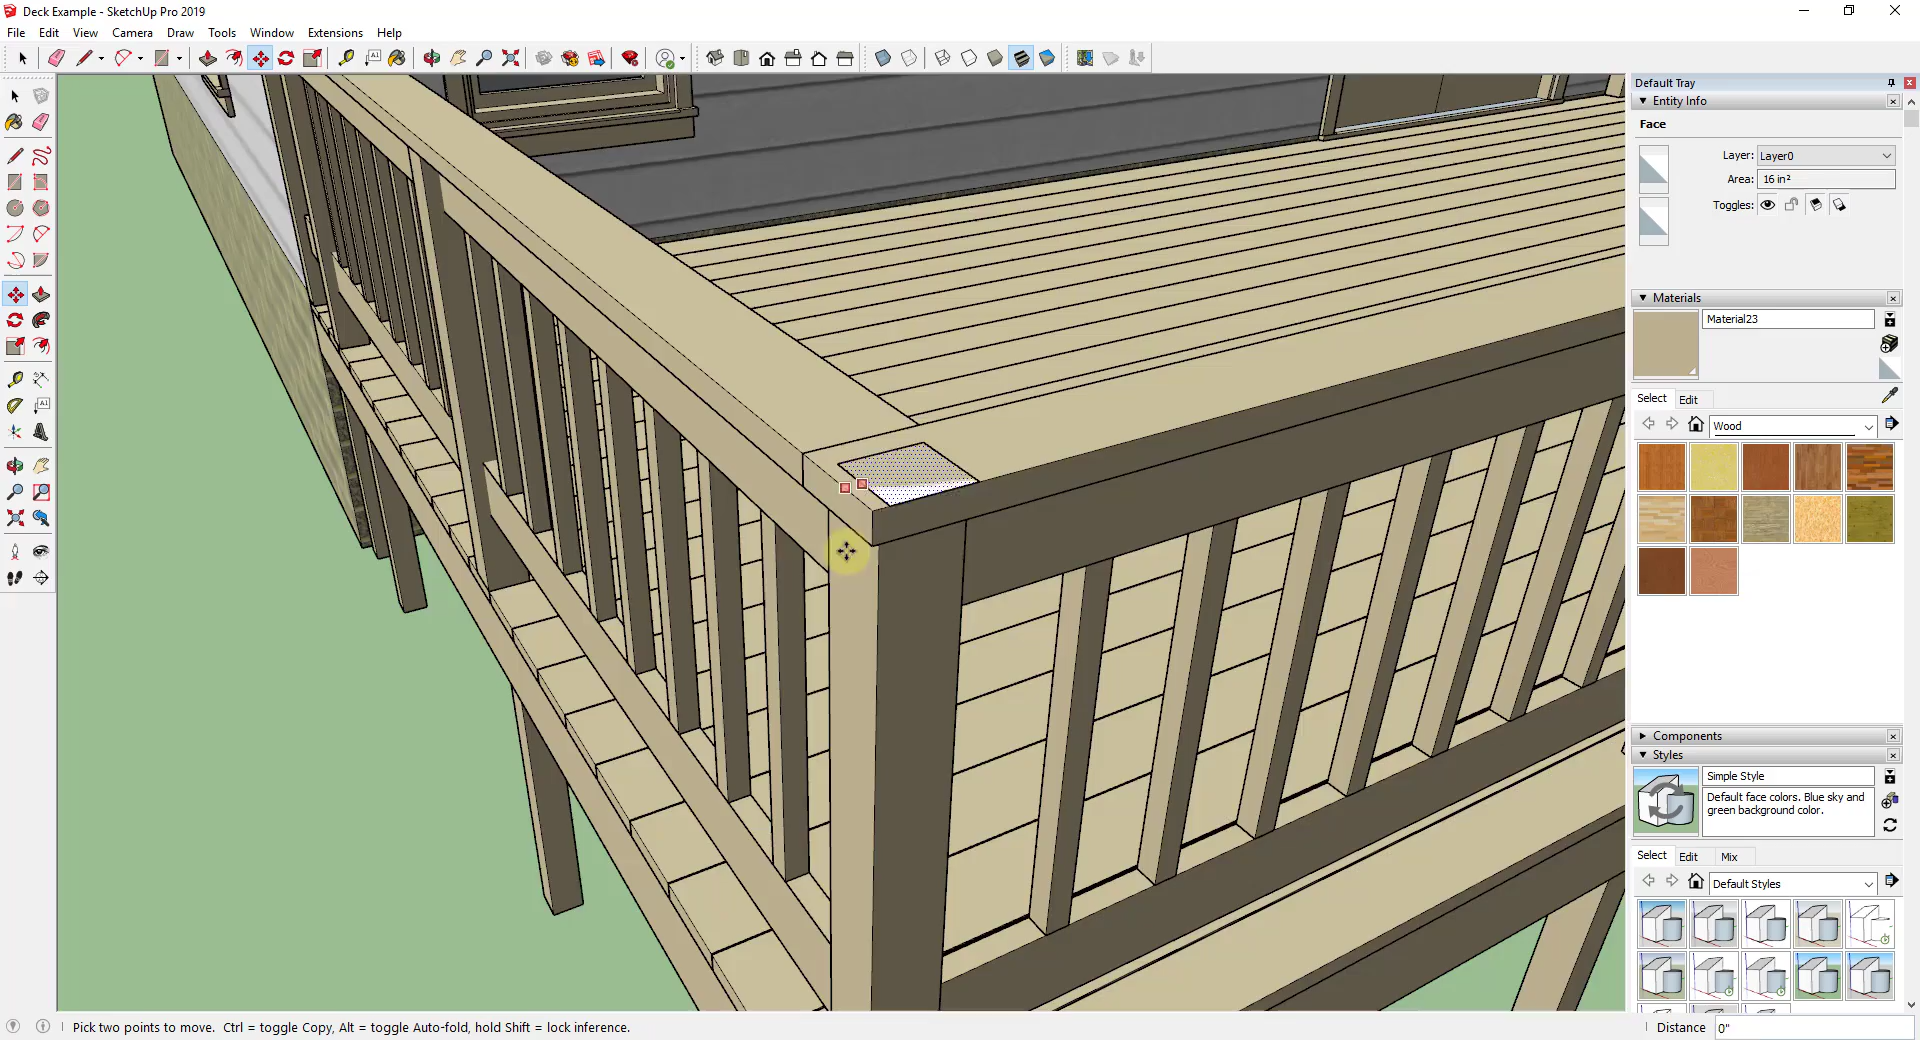 Deck Example - SketchUp Pro 2019
File Edit View Camera Draw Tools Window Extensions Help
Default Tray
Entity Info
Face
Layer: Layer0
Area: 16 in²
Toggles:
Materials
Material23
Select Edit
Wood
Components
Styles
Simple Style
Default face colors. Blue sky and
green background color.
Select Edit Mix
Default Styles
Pick two points to move. Ctrl = toggle Copy, Alt = toggle Auto-fold, hold Shift = lock inference.
Distance 0"